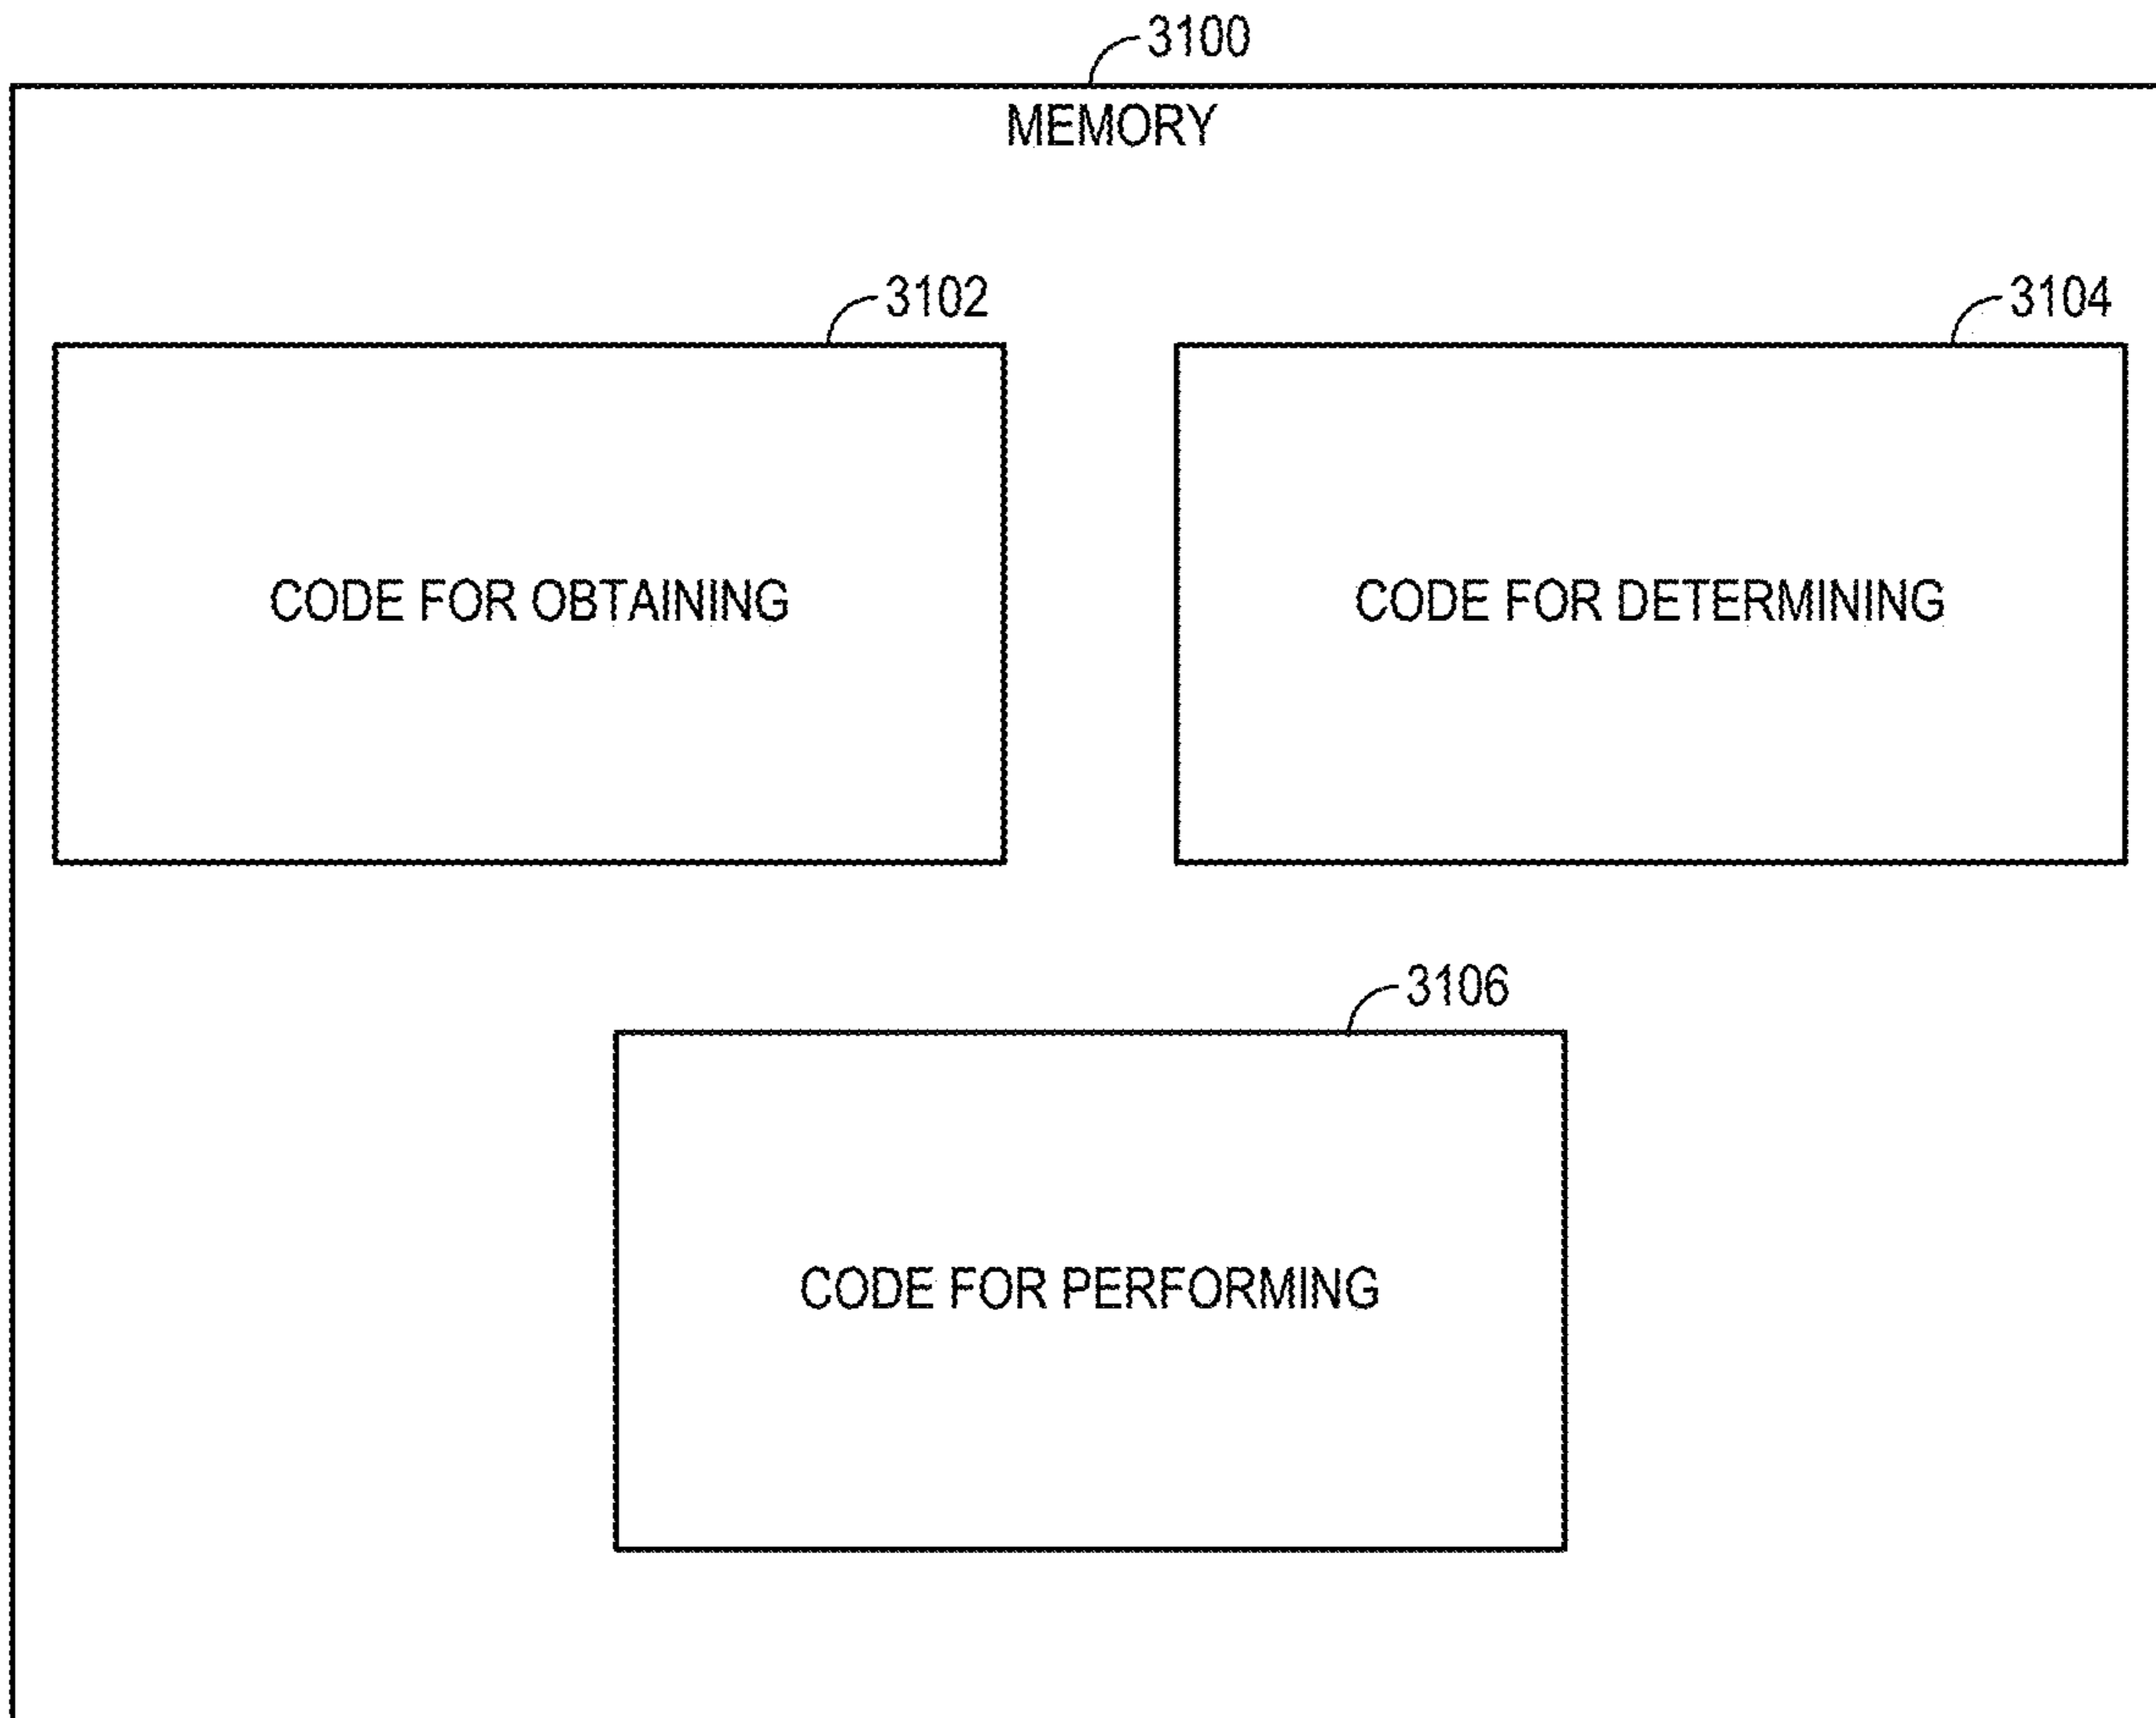 3100
MEMORY
3102
3104
CODE FOR OBTAINING
CODE FOR DETERMINING
3106
CODE FOR PERFORMING